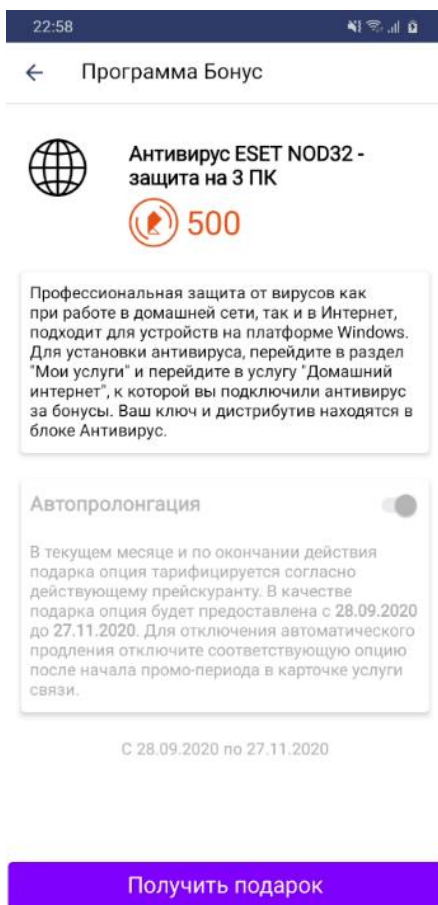 22:58
Программа Бонус
Антивирус ESET NOD32 -
защита на 3 ПК
500
Профессиональная защита от вирусов как
при работе в домашней сети, так и в Интернет,
подходит для устройств на платформе Windows.
Для установки антивируса, перейдите в раздел
"Мои услуги" и перейдите в услугу "Домашний
интернет", к которой вы подключили антивирус
за бонусы. Ваш ключ и дистрибутив находятся в
блоке Антивирус.
Автопролонгация
В текущем месяце и по окончании действия
подарка опция тарифицируется согласно
действующему прейскуранту. В качестве
подарка опция будет предоставлена с 28.09.2020
до 27.11.2020. Для отключения автоматического
продления отключите соответствующую опцию
после начала промо-периода в карточке услуги
связи.
С 28.09.2020 по 27.11.2020
Получить подарок